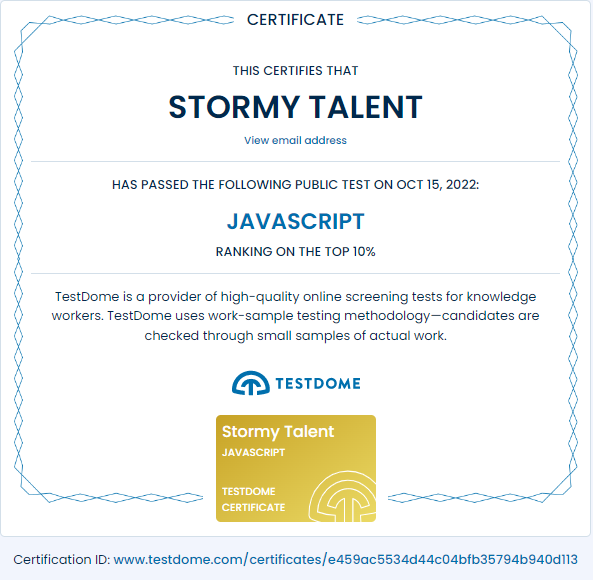 CERTIFICATE
THIS CERTIFIES THAT
STORMY TALENT
View email address
HAS PASSED THE FOLLOWING PUBLIC TEST ON OCT 15, 2022:
JAVASCRIPT
RANKING ON THE TOP 10%
TestDome is a provider of high-quality online screening tests for knowledge
workers. TestDome uses work-sample testing methodology—candidates are
checked through small samples of actual work.
TESTDOME
Stormy Talent
JAVASCRIPT
TESTDOME
CERTIFICATE
Certification ID: www.testdome.com/certificates/e459ac5534d44c04bfb35794b940d113